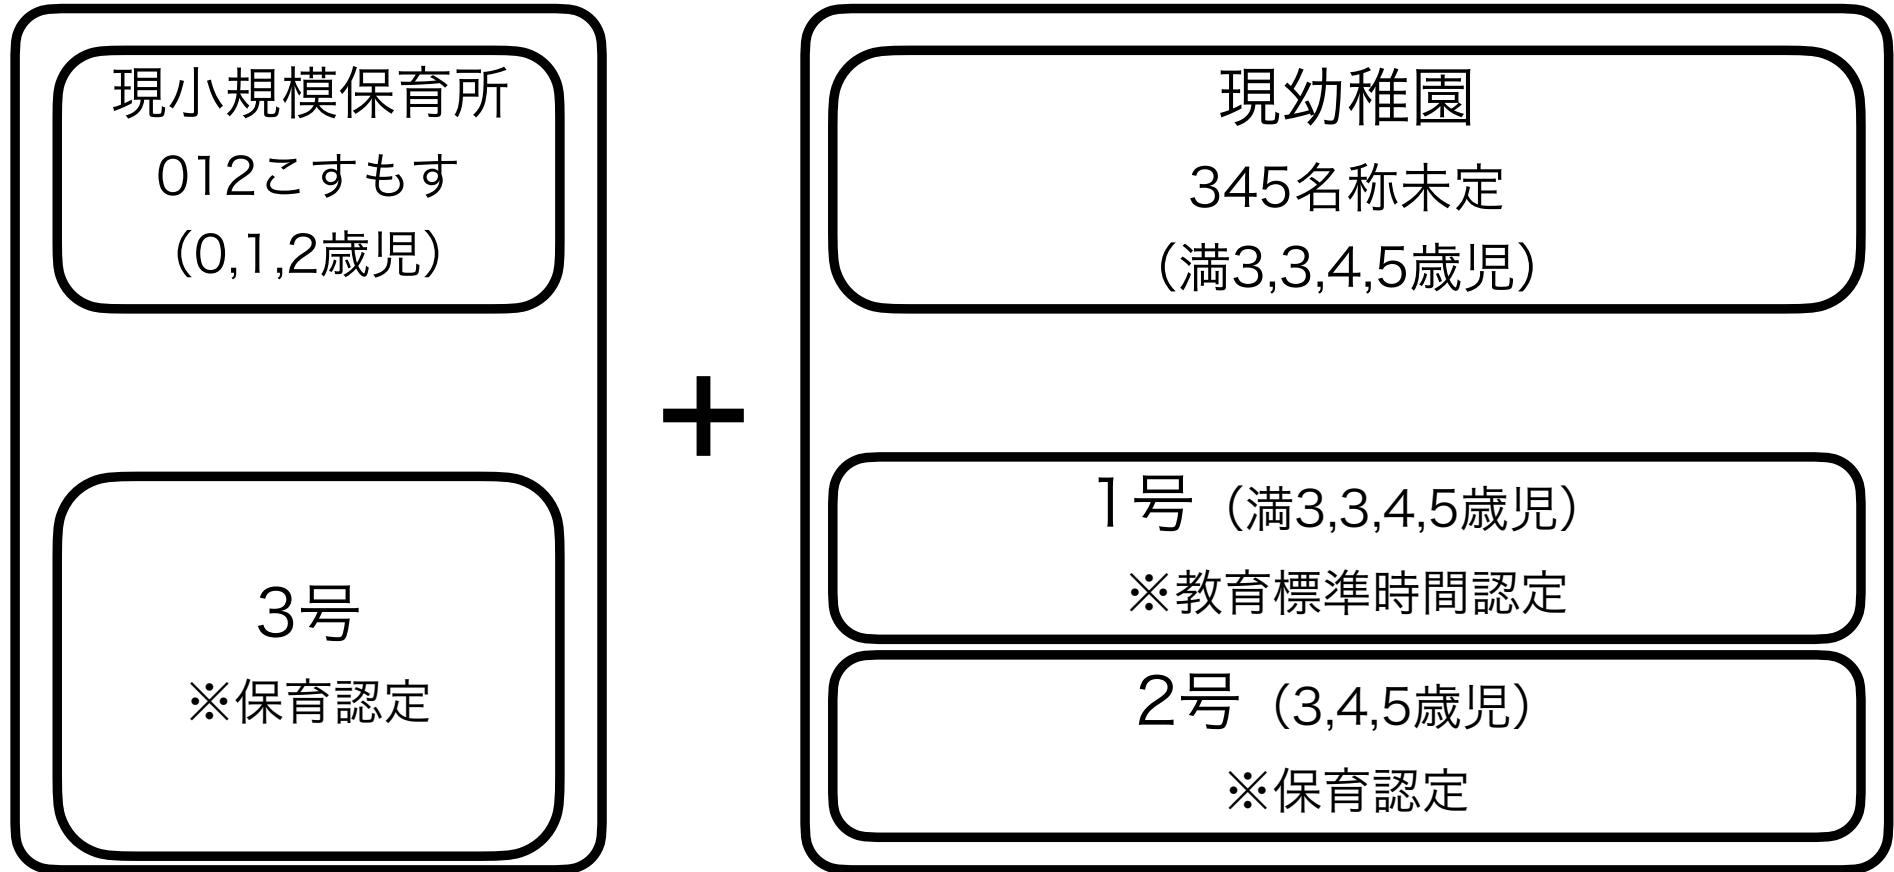 現小規模保育所
012こすもす
（0,1,2歳児）
3号
※保育認定
+
現幼稚園
345名称未定
（満3,3,4,5歳児）
1号（満3,3,4,5歳児）
※教育標準時間認定
2号（3,4,5歳児）
※保育認定